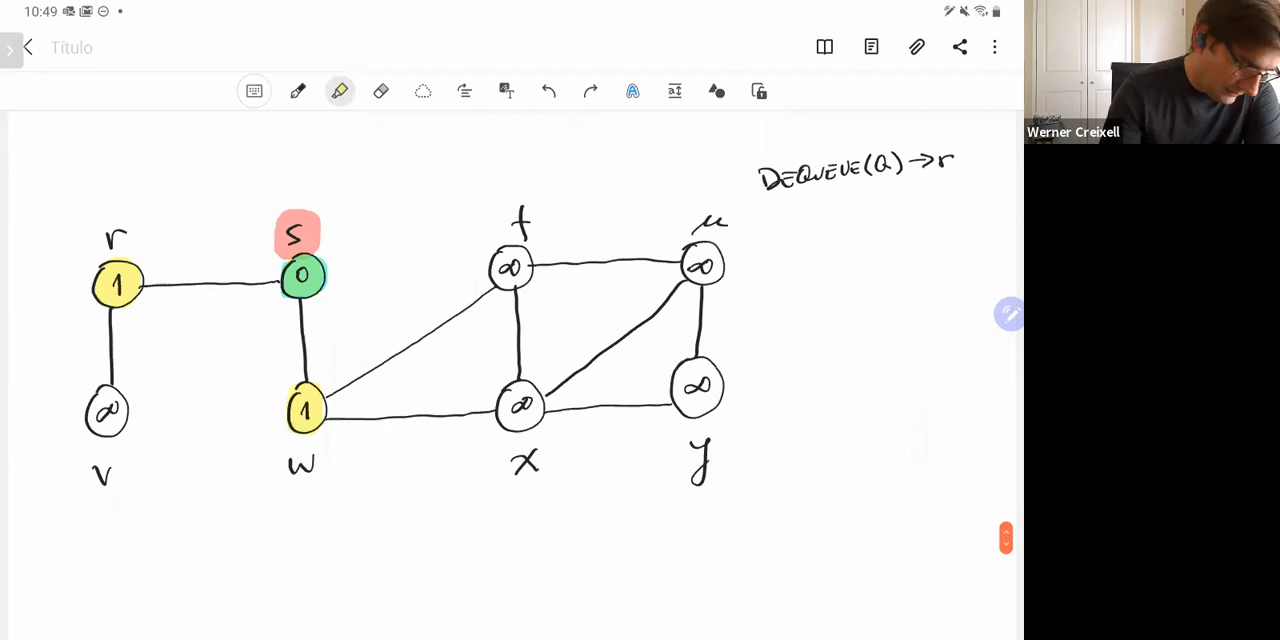 10:49
Título
DEQUEUE(Q) → r
Werner Creixell
r
s
t
u
1
0
∞
∞
∞
1
∞
∞
v
w
x
y